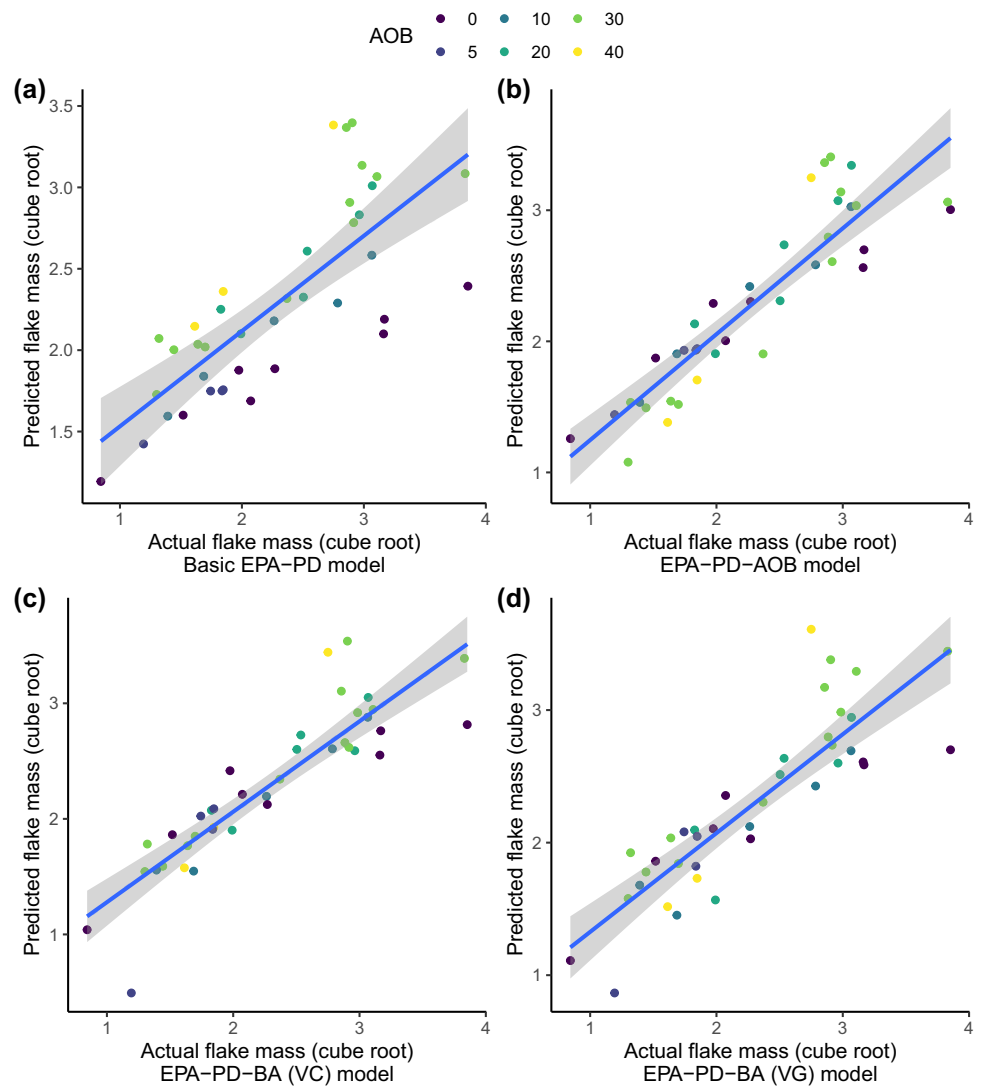 AOB
0 10 30
5 20 40
(a)
Predicted flake mass (cube root)
3.5
3.0
2.5
2.0
1.5
1 2 3 4
Actual flake mass (cube root)
Basic EPA−PD model
(b)
Predicted flake mass (cube root)
3
2
1
1 2 3 4
Actual flake mass (cube root)
EPA−PD−AOB model
(c)
Predicted flake mass (cube root)
3
2
1
1 2 3 4
Actual flake mass (cube root)
EPA−PD−BA (VC) model
(d)
Predicted flake mass (cube root)
3
2
1
1 2 3 4
Actual flake mass (cube root)
EPA−PD−BA (VG) model